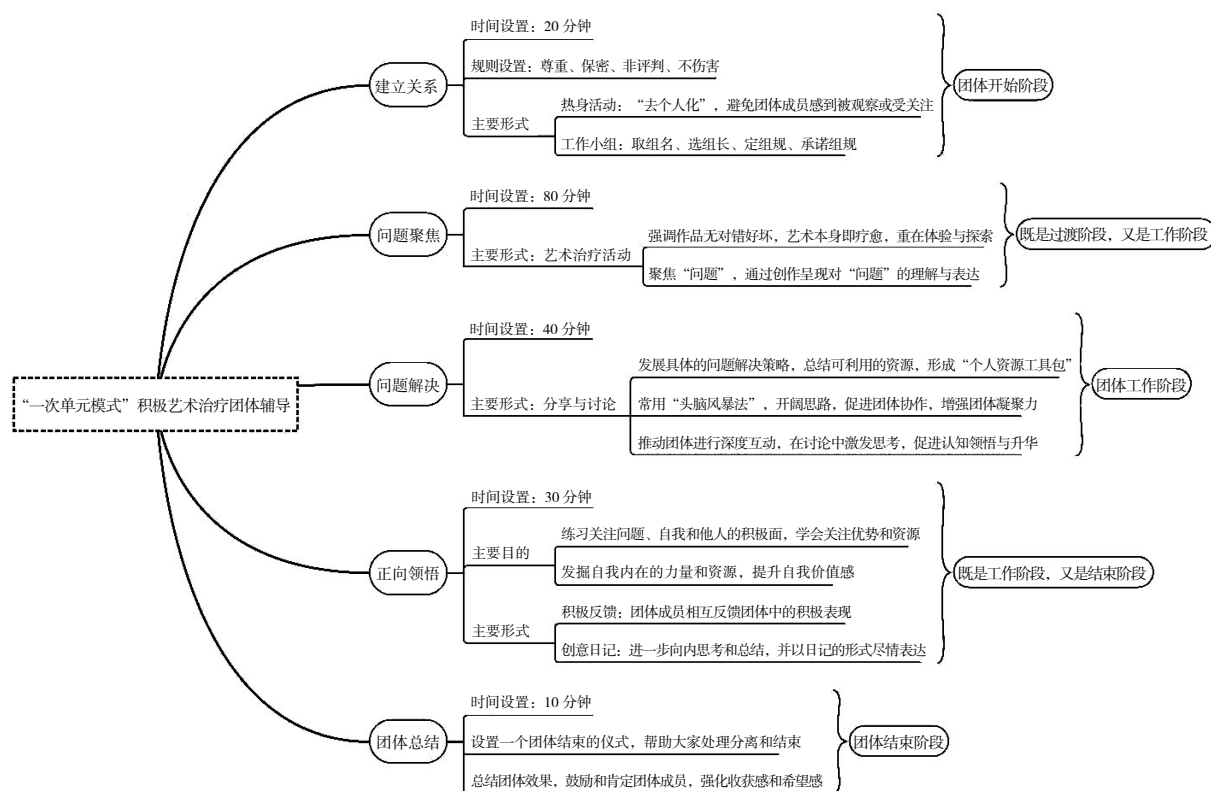 “一次单元模式”积极艺术治疗团体辅导
建立关系
时间设置：20 分钟
规则设置：尊重、保密、非评判、不伤害
主要形式
热身活动：“去个人化”，避免团体成员感到被观察或受关注
工作小组：取组名、选组长、定组规、承诺组规
团体开始阶段
问题聚焦
时间设置：80 分钟
主要形式：艺术治疗活动
强调作品无对错好坏，艺术本身即疗愈，重在体验与探索
聚焦“问题”，通过创作呈现对“问题”的理解与表达
既是过渡阶段，又是工作阶段
问题解决
时间设置：40 分钟
主要形式：分享与讨论
发展具体的问题解决策略，总结可利用的资源，形成“个人资源工具包”
常用“头脑风暴法”，开阔思路，促进团体协作，增强团体凝聚力
推动团体进行深度互动，在讨论中激发思考，促进认知领悟与升华
团体工作阶段
正向领悟
时间设置：30 分钟
主要目的
练习关注问题、自我和他人的积极面，学会关注优势和资源
发掘自我内在的力量和资源，提升自我价值感
主要形式
积极反馈：团体成员相互反馈团体中的积极表现
创意日记：进一步向内思考和总结，并以日记的形式尽情表达
既是工作阶段，又是结束阶段
团体总结
时间设置：10 分钟
设置一个团体结束的仪式，帮助大家处理分离和结束
总结团体效果，鼓励和肯定团体成员，强化收获感和希望感
团体结束阶段